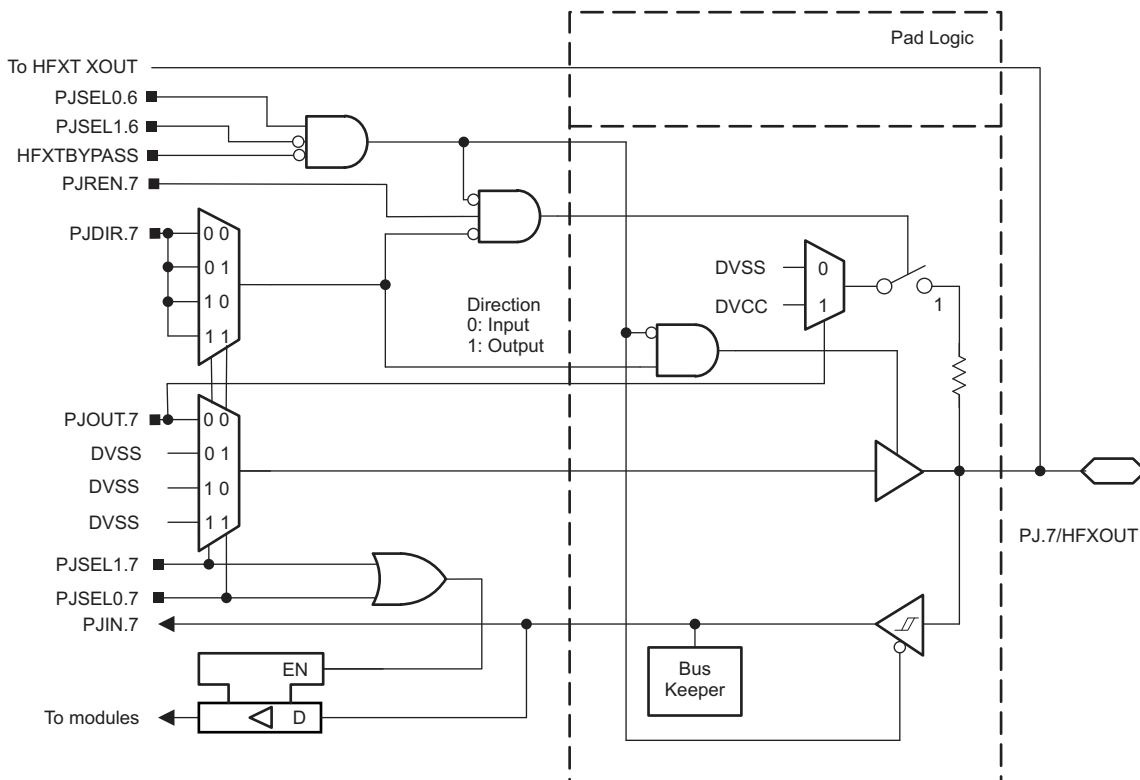 Pad Logic
To HFXT XOUT
PJSEL0.6
PJSEL1.6
HFXTBYPASS
PJREN.7
PJDIR.7
0 0
0 1
1 0
1 1
Direction
0: Input
1: Output
DVSS
0
DVCC
1
1
PJOUT.7
0 0
DVSS
0 1
DVSS
1 0
DVSS
1 1
PJ.7/HFXOUT
PJSEL1.7
PJSEL0.7
PJIN.7
EN
Bus
Keeper
To modules
D